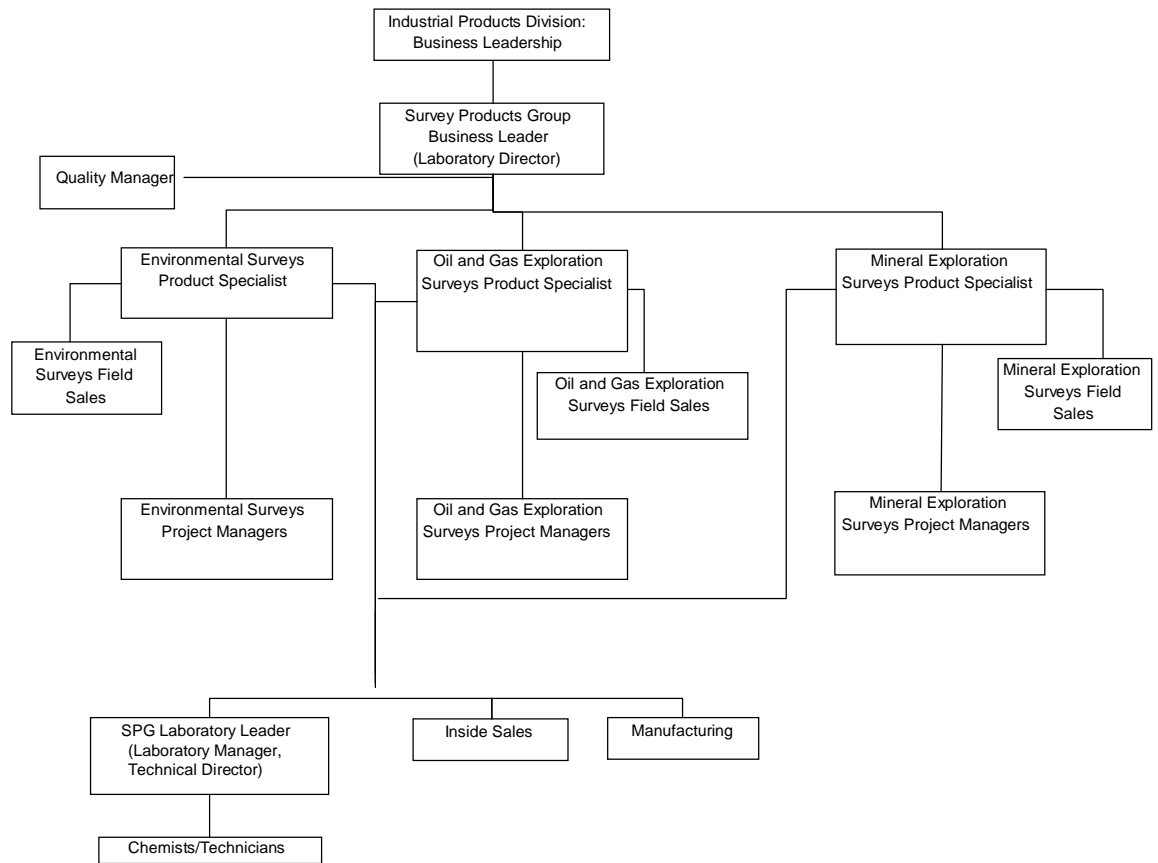 Industrial Products Division:
Business Leadership
Survey Products Group
Business Leader
(Laboratory Director)
Quality Manager
Environmental Surveys
Product Specialist
Oil and Gas Exploration
Surveys Product Specialist
Mineral Exploration
Surveys Product Specialist
Environmental
Surveys Field
Sales
Oil and Gas Exploration
Surveys Field Sales
Mineral Exploration
Surveys Field
Sales
Environmental Surveys
Project Managers
Oil and Gas Exploration
Surveys Project Managers
Mineral Exploration
Surveys Project Managers
SPG Laboratory Leader
(Laboratory Manager,
Technical Director)
Inside Sales
Manufacturing
Chemists/Technicians